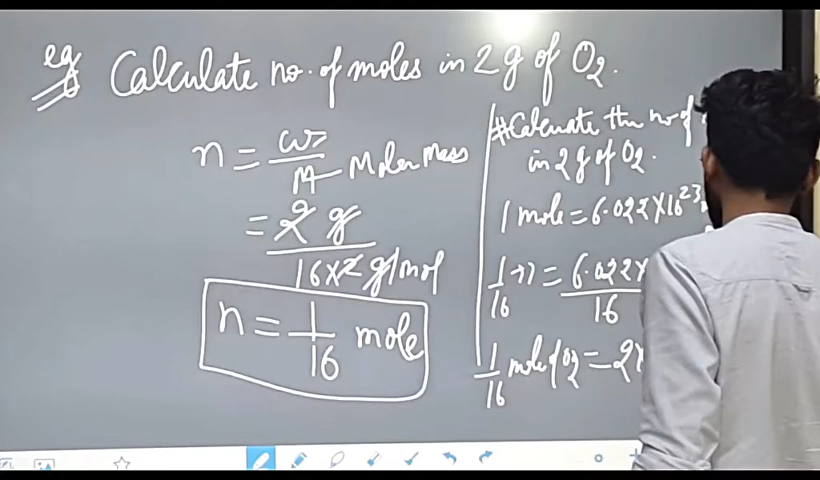 eg Calculate no. of moles in 2 g of O₂.
n = w / M → Molar Mass
= 2 g / 16×2 g/mol
n = 1/16 mole
#Calculate the no of
in 2 g of O₂.
1 mole = 6.022×10²³
1/16 → = 6.022× / 16
1/16 mole of O₂ = 2×